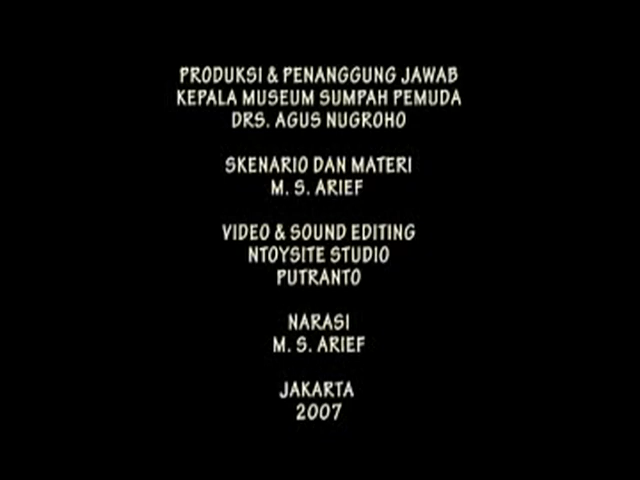 PRODUKSI & PENANGGUNG JAWAB
KEPALA MUSEUM SUMPAH PEMUDA
DRS. AGUS NUGROHO
SKENARIO DAN MATERI
M. S. ARIEF
VIDEO & SOUND EDITING
NTOYSITE STUDIO
PUTRANTO
NARASI
M. S. ARIEF
JAKARTA
2007